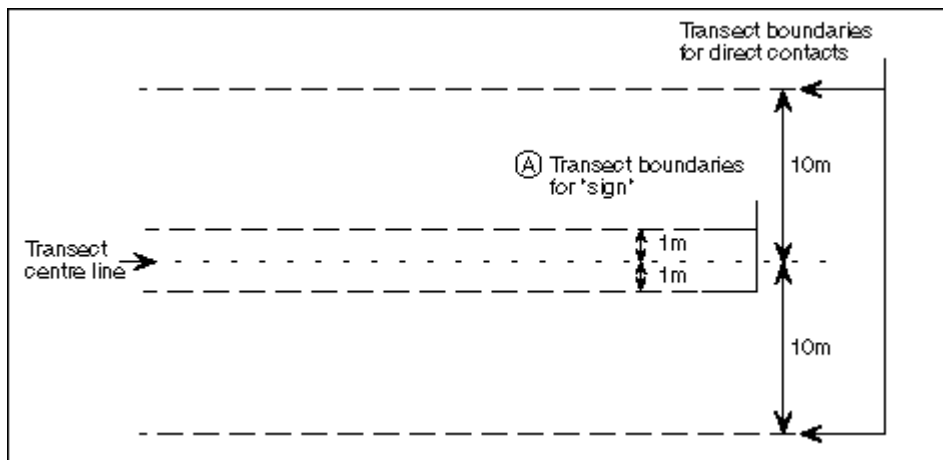 Transect boundaries
for direct contacts
10m
Ⓐ Transect boundaries
for 'sign'
1m
Transect
centre line
1m
10m